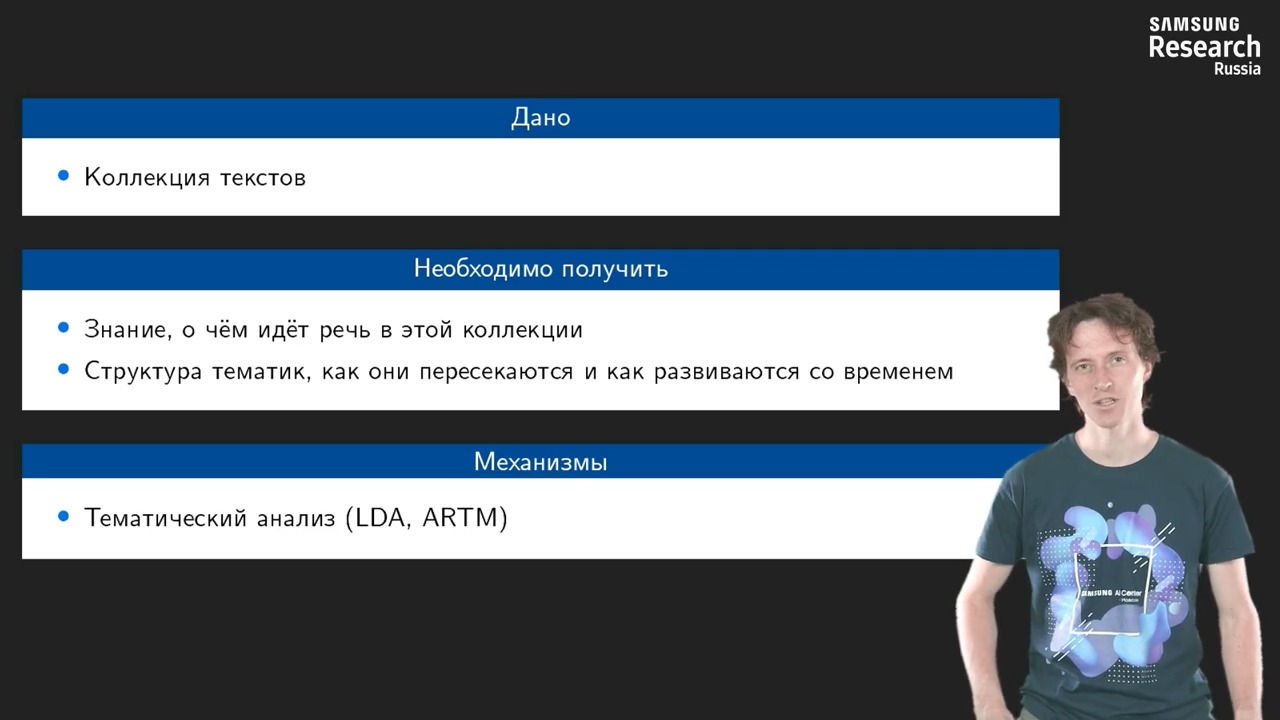 SAMSUNG
Research
Russia
Дано
Коллекция текстов
Необходимо получить
Знание, о чём идёт речь в этой коллекции
Структура тематик, как они пересекаются и как развиваются со временем
Механизмы
Тематический анализ (LDA, ARTM)
SAMSUNG AI Center